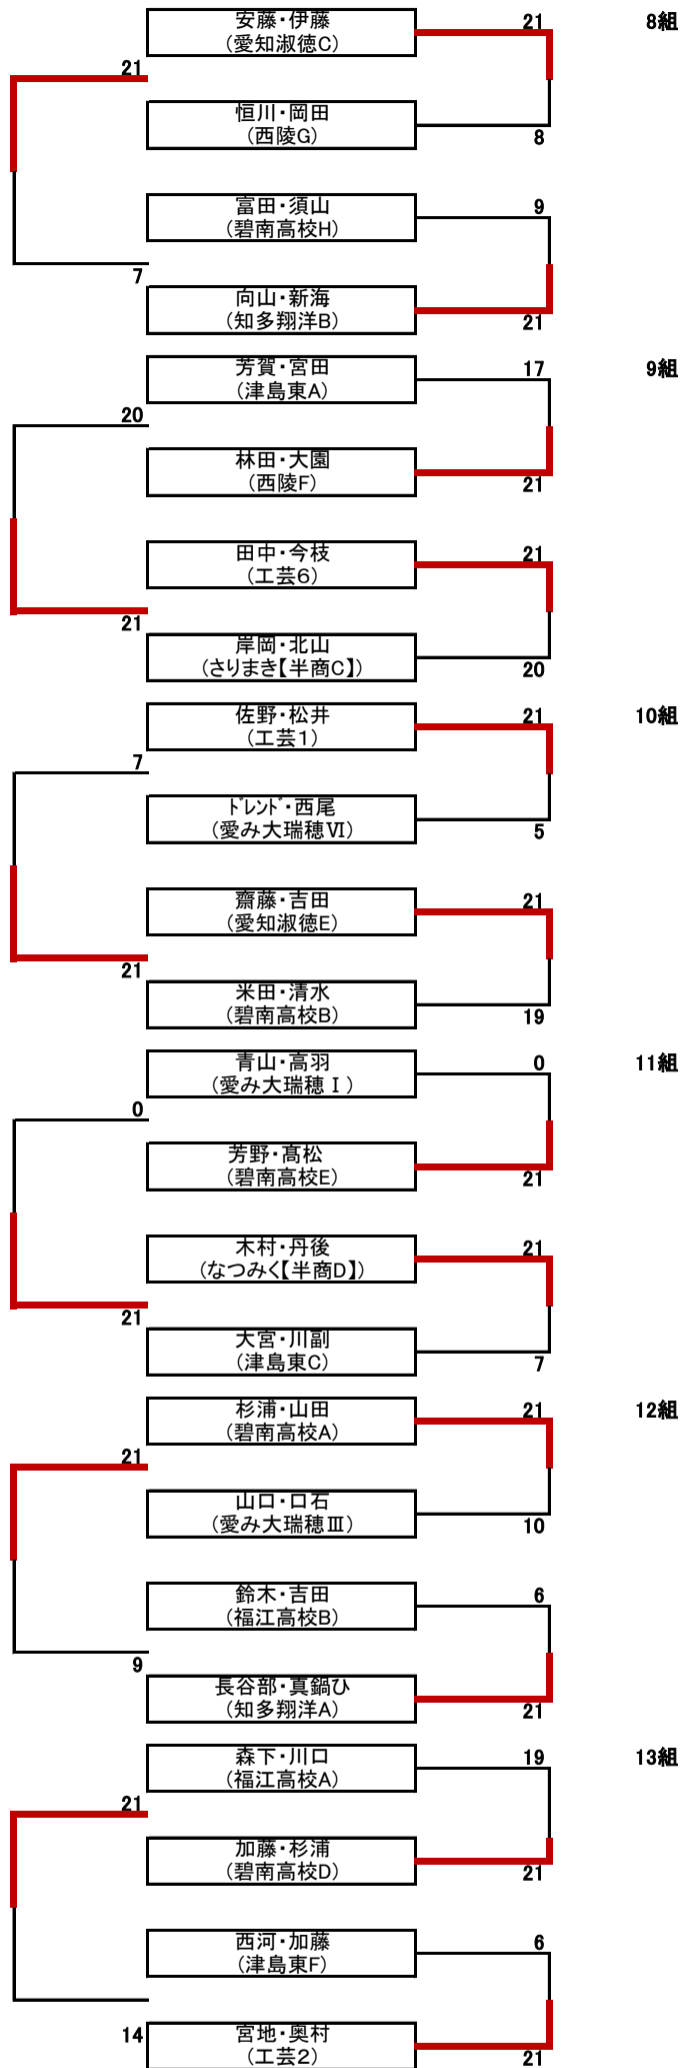 安藤・伊藤 21 8組
(愛知淑徳C)
21
恒川・岡田
(西陵G) 8
富田・須山 9
(碧南高校H)
7
向山・新海
(知多翔洋B) 21
芳賀・宮田 17 9組
(津島東A)
20
林田・大園
(西陵F) 21
田中・今枝 21
(工芸6)
21
岸岡・北山
(さりまき【半商C】) 20
佐野・松井 21 10組
(工芸1)
7
ドレンド・西尾
(愛み大瑞穂Ⅵ) 5
齋藤・吉田 21
(愛知淑徳E)
21
米田・清水
(碧南高校B) 19
青山・高羽 0 11組
(愛み大瑞穂Ⅰ)
0
芳野・髙松
(碧南高校E) 21
木村・丹後 21
(なつみく【半商D】)
21
大宮・川副
(津島東C) 7
杉浦・山田 21 12組
(碧南高校A)
21
山口・口石
(愛み大瑞穂Ⅲ) 10
鈴木・吉田 6
(福江高校B)
9
長谷部・真鍋ひ
(知多翔洋A) 21
森下・川口 19 13組
(福江高校A)
21
加藤・杉浦
(碧南高校D) 21
西河・加藤 6
(津島東F)
14 宮地・奥村
(工芸2) 21